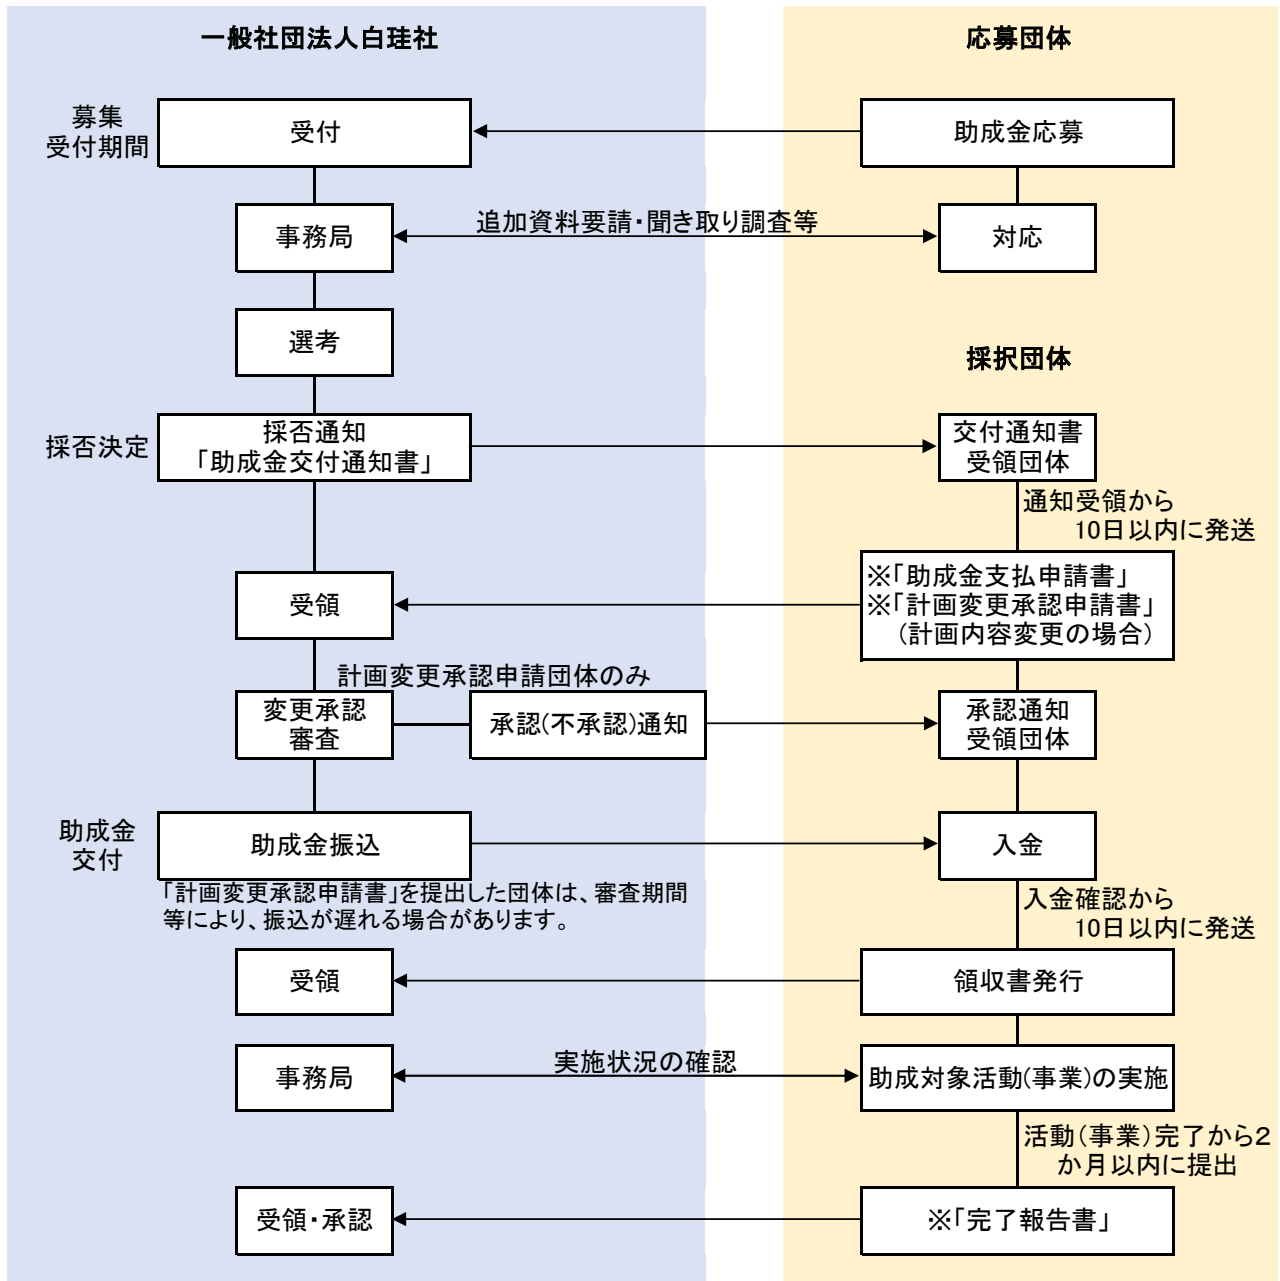 一般社団法人白珪社
応募団体
募集
受付期間
受付
助成金応募
事務局
追加資料要請・聞き取り調査等
対応
選考
採択団体
採否決定
採否通知
「助成金交付通知書」
交付通知書
受領団体
通知受領から
10日以内に発送
受領
※「助成金支払申請書」
※「計画変更承認申請書」
(計画内容変更の場合)
計画変更承認申請団体のみ
変更承認
審査
承認(不承認)通知
承認通知
受領団体
助成金
交付
助成金振込
入金
「計画変更承認申請書」を提出した団体は、審査期間
等により、振込が遅れる場合があります。
入金確認から
10日以内に発送
受領
領収書発行
事務局
実施状況の確認
助成対象活動(事業)の実施
活動(事業)完了から2
か月以内に提出
受領・承認
※「完了報告書」